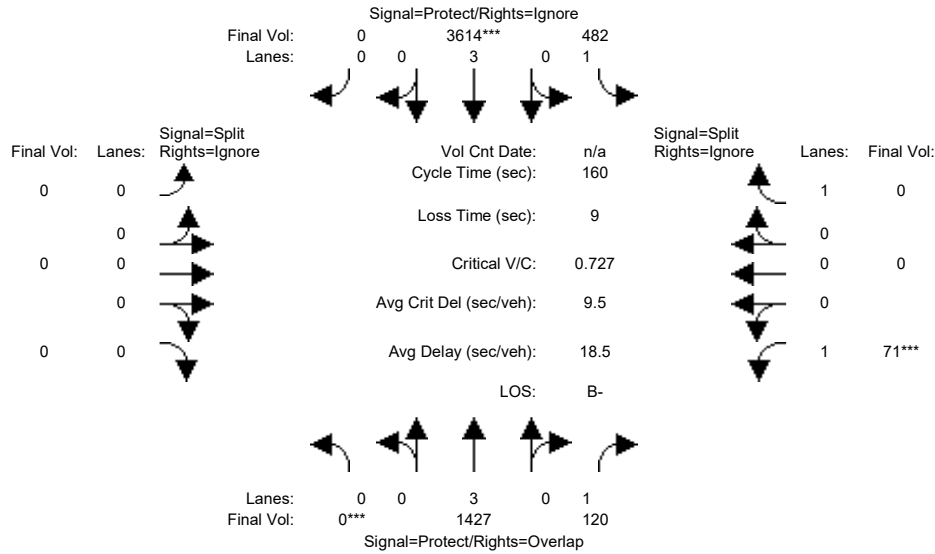 Signal=Protect/Rights=Ignore
Final Vol: 0 3614*** 482
Lanes: 0 0 3 0 1
Signal=Split
Final Vol: Lanes: Rights=Ignore
Vol Cnt Date: n/a
Signal=Split
Rights=Ignore Lanes: Final Vol:
Cycle Time (sec): 160
0 0
1 0
Loss Time (sec): 9
0
0
0 0
Critical V/C: 0.727
0 0
0
Avg Crit Del (sec/veh): 9.5
0
0 0
Avg Delay (sec/veh): 18.5
1 71***
LOS: B-
Lanes: 0 0 3 0 1
Final Vol: 0*** 1427 120
Signal=Protect/Rights=Overlap